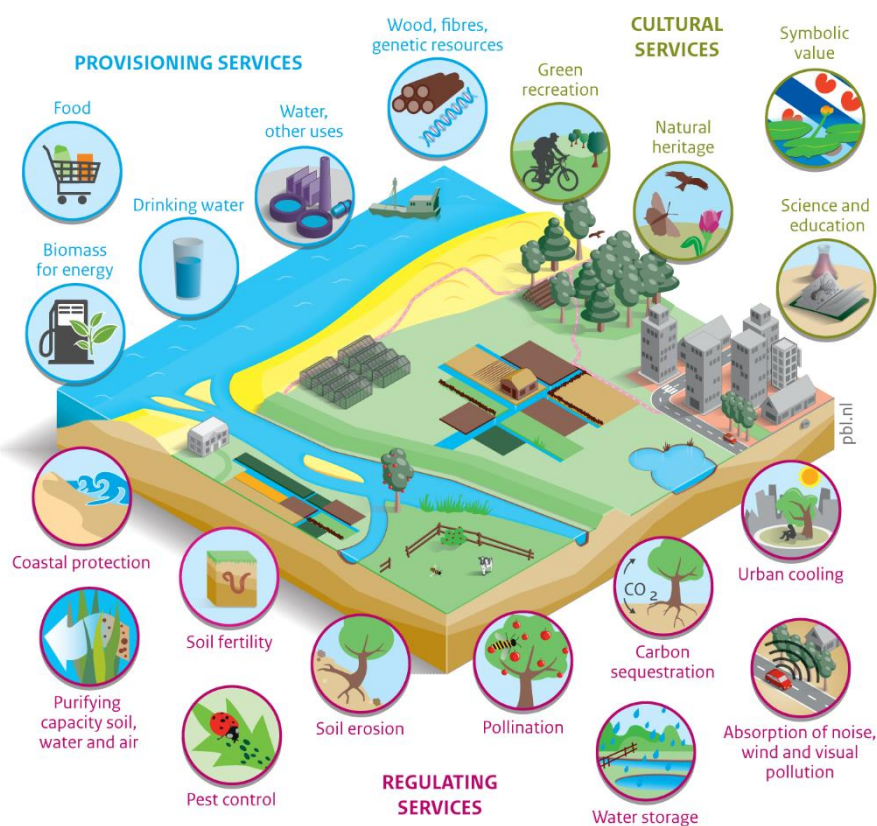 PROVISIONING SERVICES
Food
Biomass
for energy
Drinking water
Water,
other uses
Wood, fibres,
genetic resources
CULTURAL
SERVICES
Green
recreation
Natural
heritage
Symbolic
value
Science and
education
pbl.nl
Coastal protection
Purifying
capacity soil,
water and air
Soil fertility
Pest control
Soil erosion
Pollination
CO2
Carbon
sequestration
Water storage
Urban cooling
Absorption of noise,
wind and visual
pollution
REGULATING
SERVICES